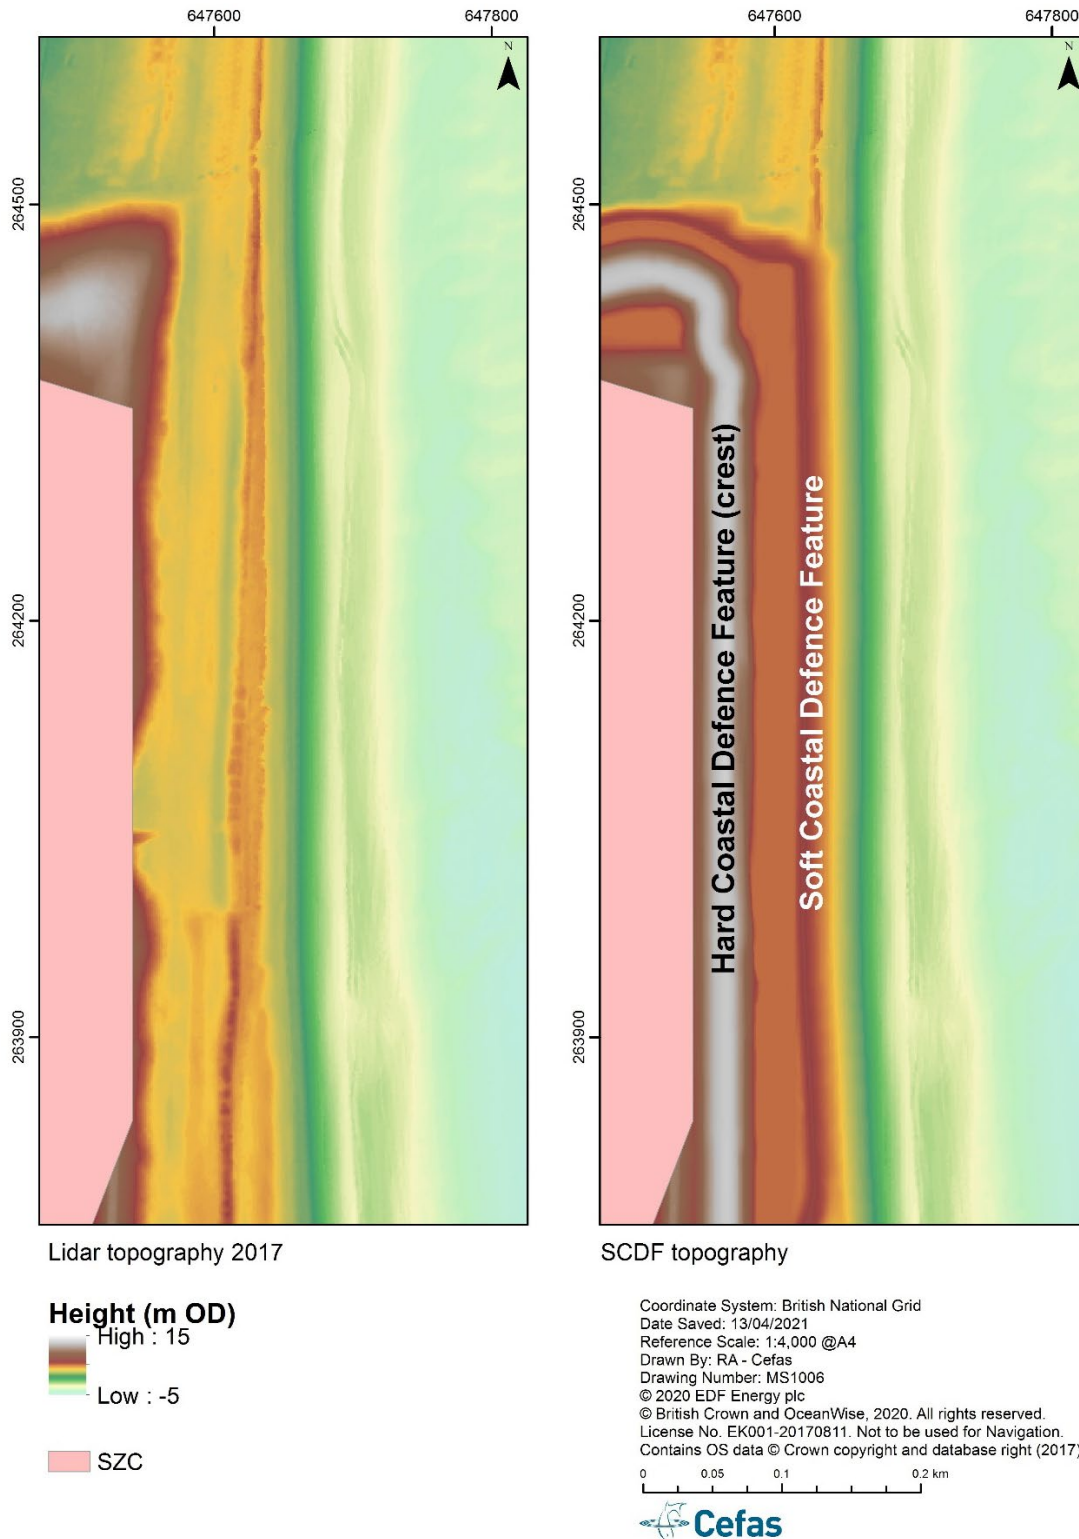 647600 647800 647600 647800
N N
264500 264500
264200 264200
263900 263900
Hard Coastal Defence Feature (crest)
Soft Coastal Defence Feature
Lidar topography 2017
SCDF topography
Height (m OD)
High : 15
Low : -5
SZC
Coordinate System: British National Grid
Date Saved: 13/04/2021
Reference Scale: 1:4,000 @A4
Drawn By: RA - Cefas
Drawing Number: MS1006
© 2020 EDF Energy plc
© British Crown and OceanWise, 2020. All rights reserved.
License No. EK001-20170811. Not to be used for Navigation.
Contains OS data © Crown copyright and database right (2017)
0 0.05 0.1 0.2 km
Cefas